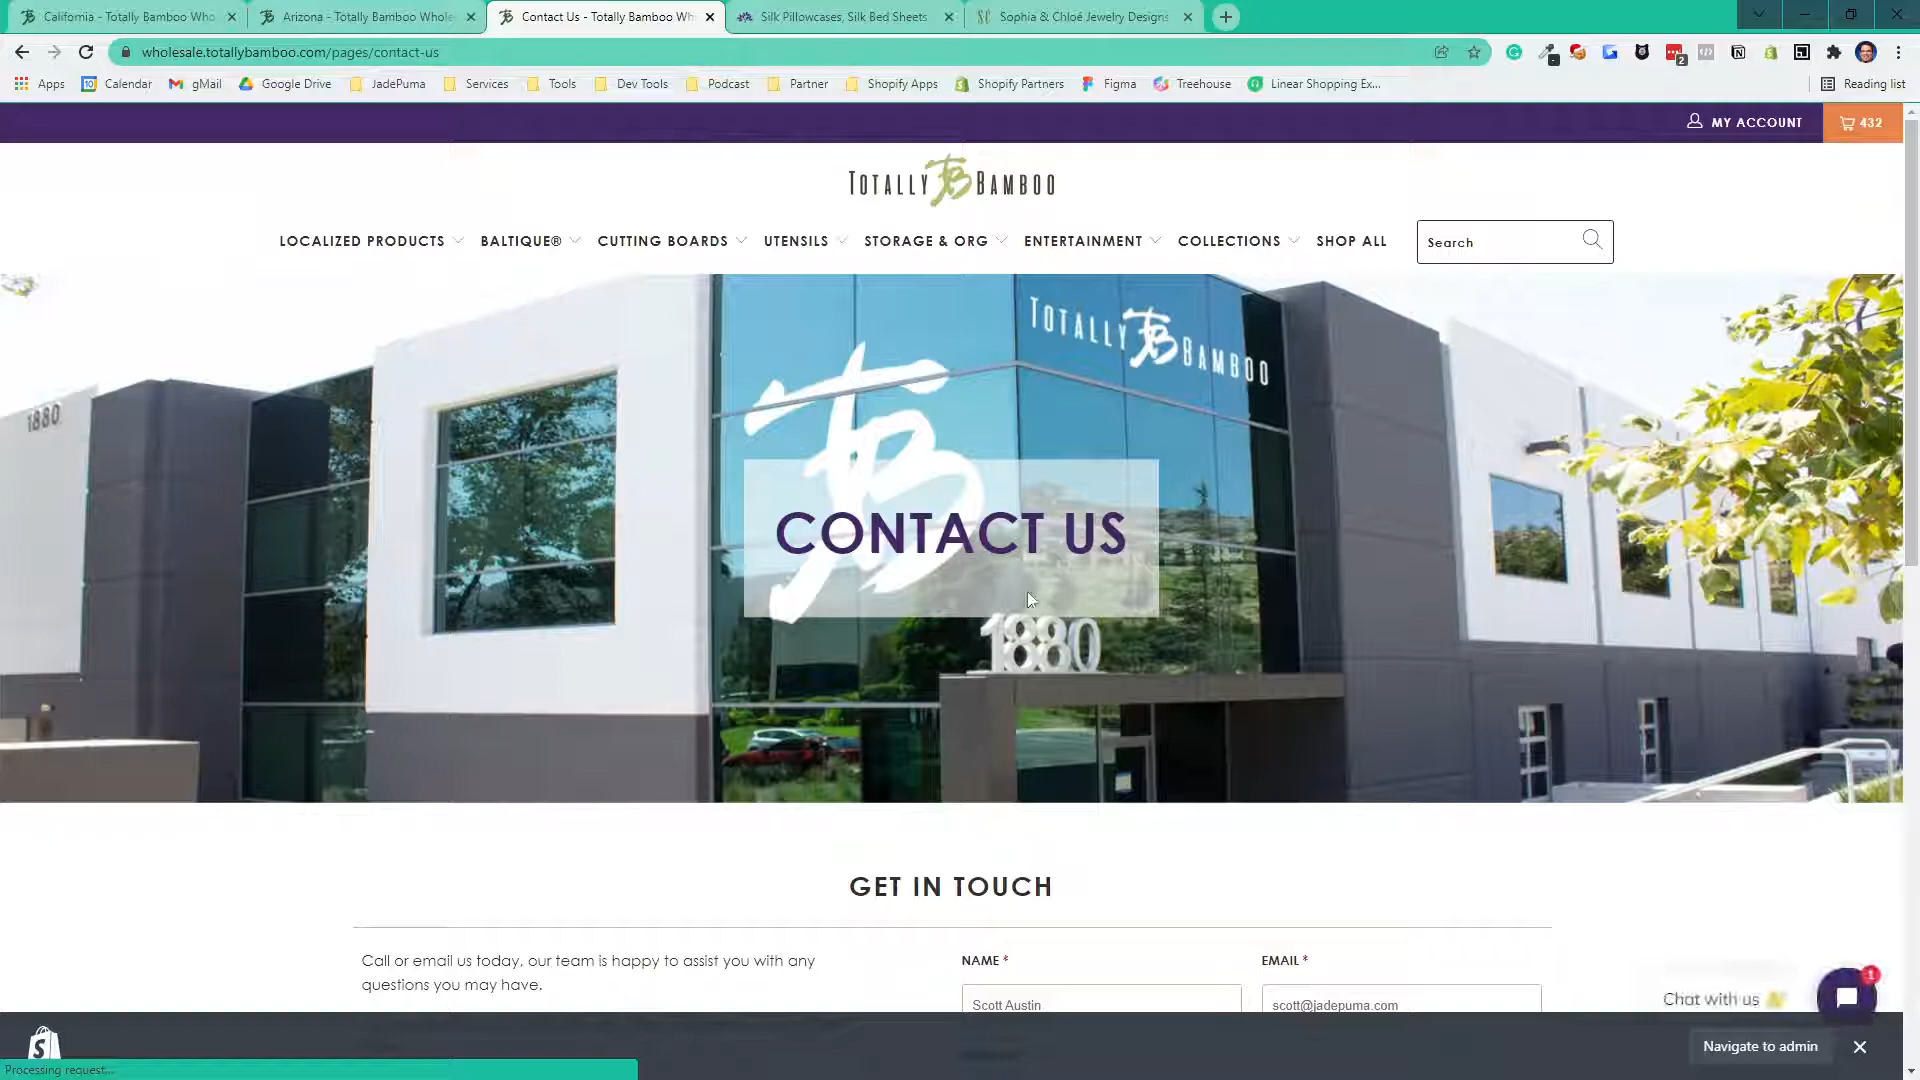 California - Totally Bamboo Who
Arizona - Totally Bamboo Whole
Contact Us - Totally Bamboo Wh
Silk Pillowcases, Silk Bed Sheets
Sophia & Chloé Jewelry Designs
wholesale.totallybamboo.com/pages/contact-us
Apps
Calendar
gMail
Google Drive
JadePuma
Services
Tools
Dev Tools
Podcast
Partner
Shopify Apps
Shopify Partners
Figma
Treehouse
Linear Shopping Ex...
Reading list
MY ACCOUNT
432
TOTALLY BAMBOO
LOCALIZED PRODUCTS
BALTIQUE®
CUTTING BOARDS
UTENSILS
STORAGE & ORG
ENTERTAINMENT
COLLECTIONS
SHOP ALL
Search
TOTALLY BAMBOO
1880
CONTACT US
1880
GET IN TOUCH
Call or email us today, our team is happy to assist you with any
questions you may have.
NAME *
EMAIL *
Scott Austin
scott@jadepuma.com
Chat with us
1
Navigate to admin
Processing request...